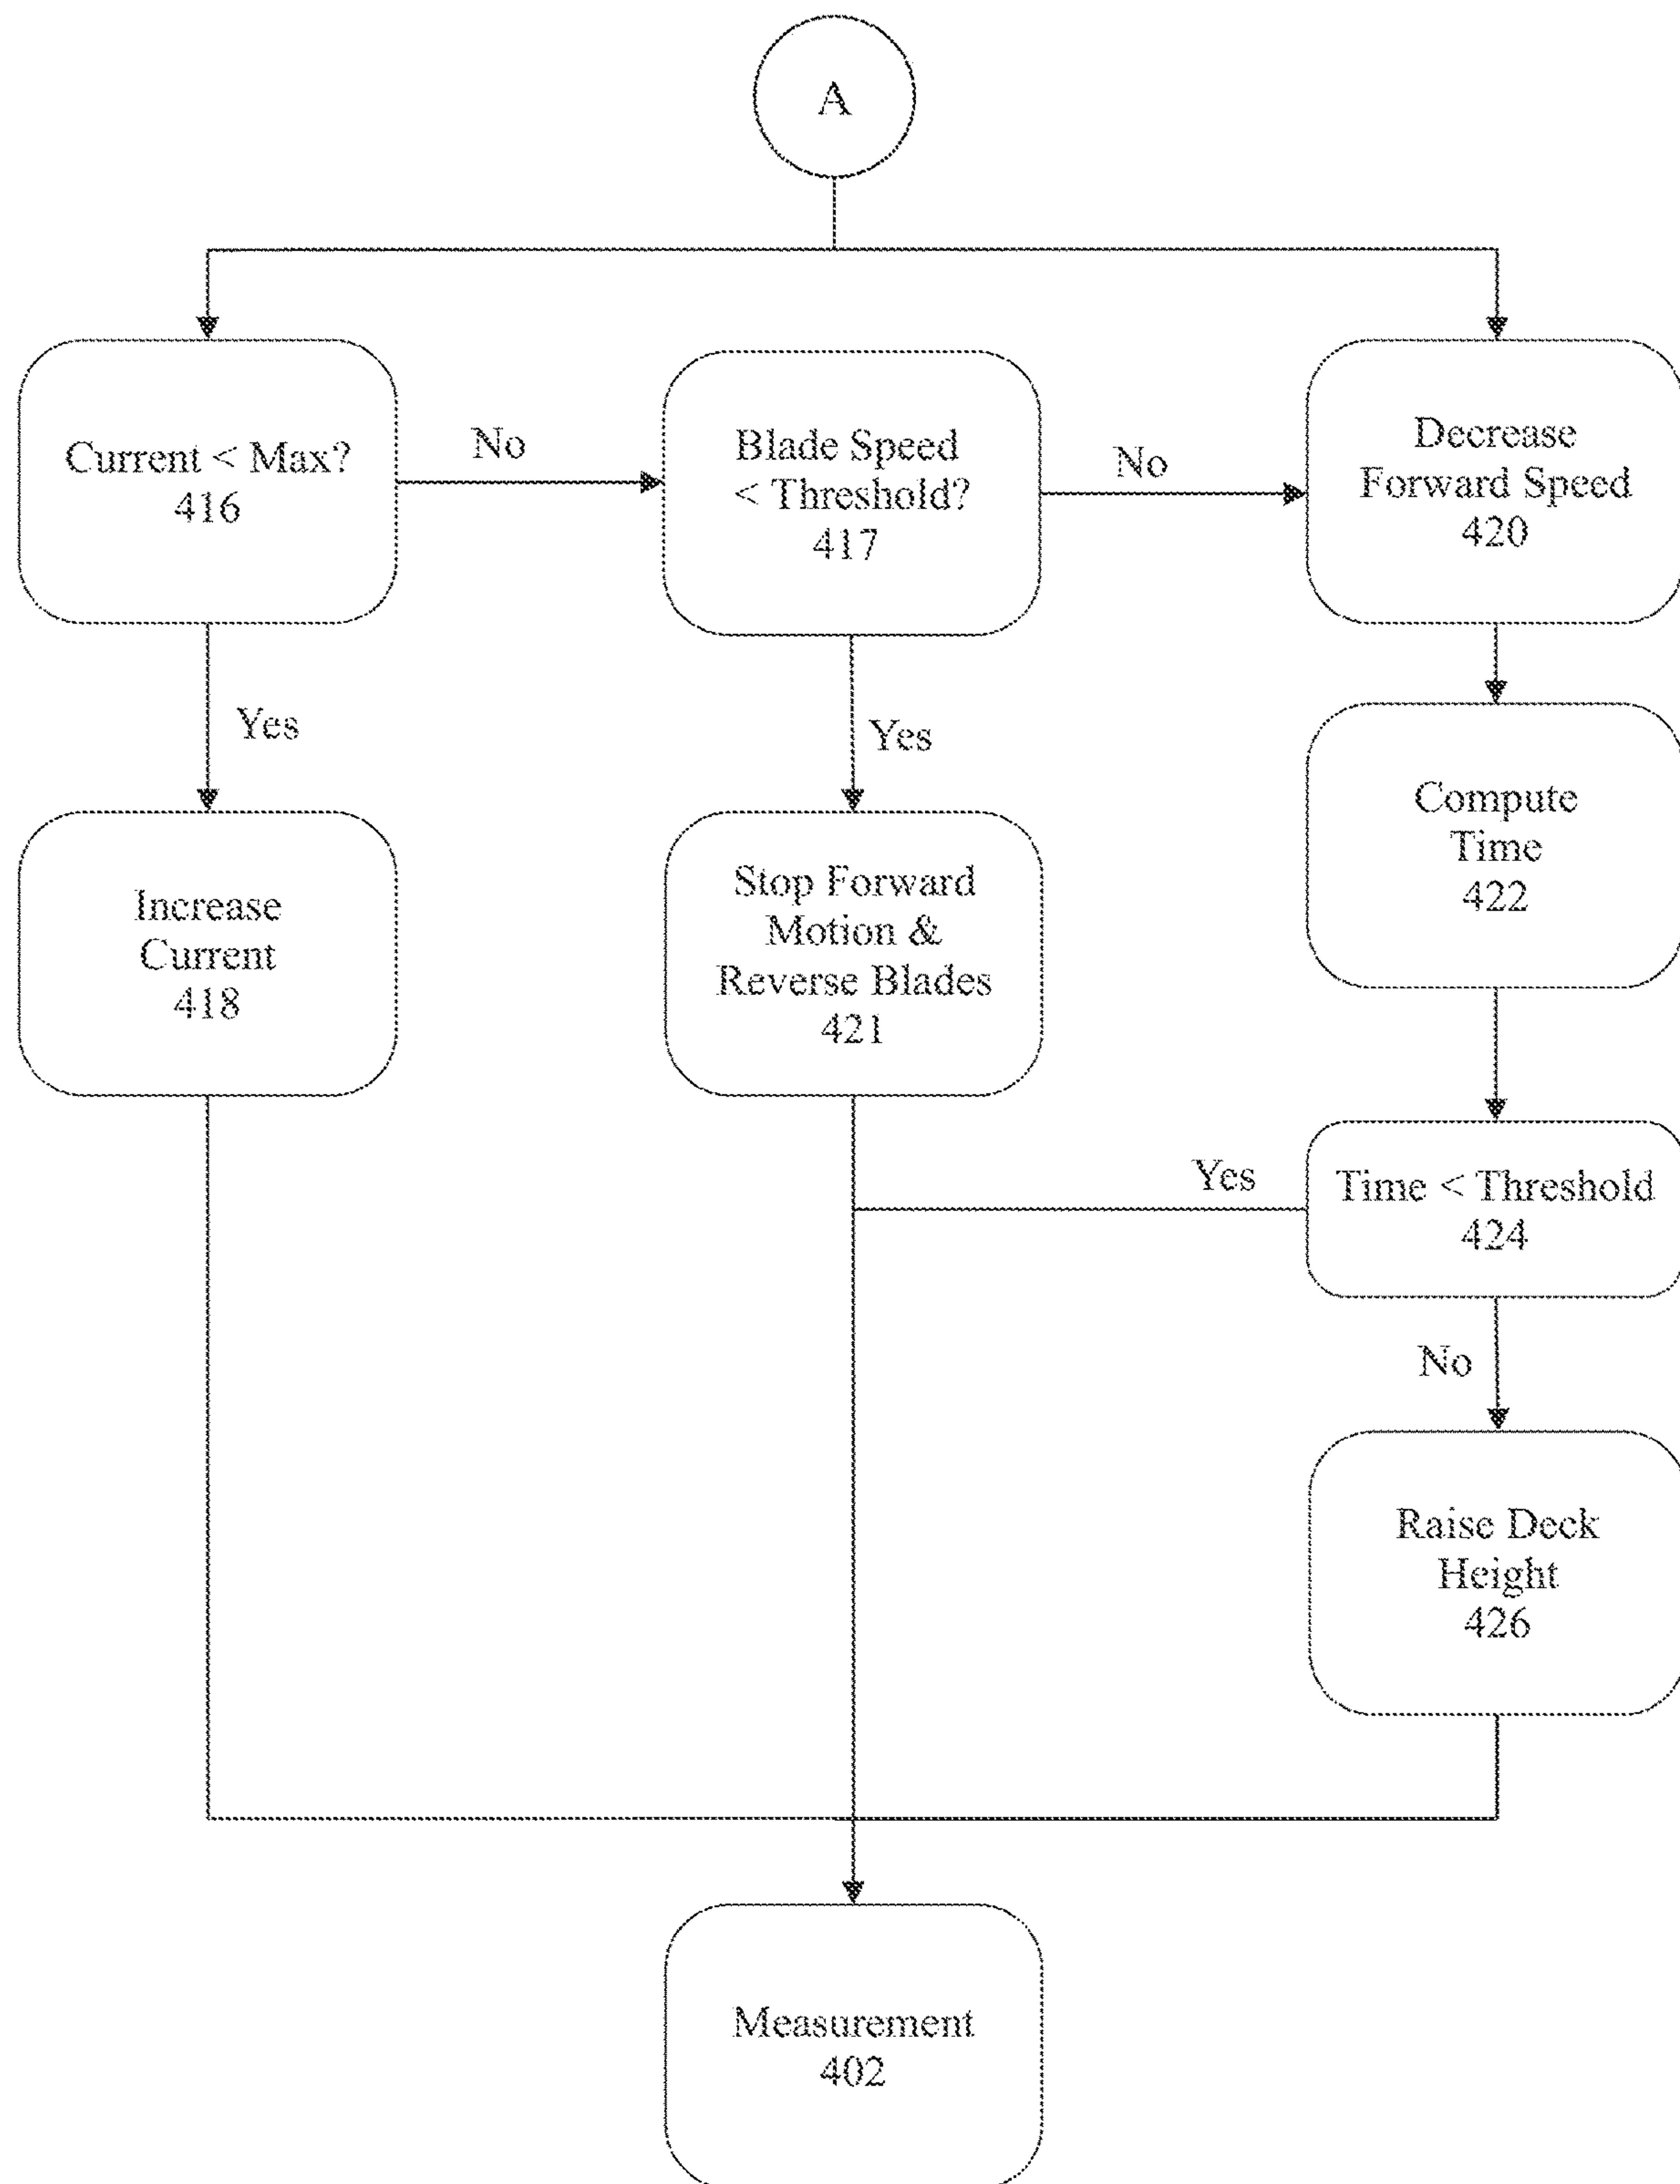 A
Current < Max?
416
No
Blade Speed
< Threshold?
417
No
Decrease
Forward Speed
420
Yes
Yes
Increase
Current
418
Stop Forward
Motion &
Reverse Blades
421
Compute
Time
422
Yes
Time < Threshold
424
No
Raise Deck
Height
426
Measurement
402